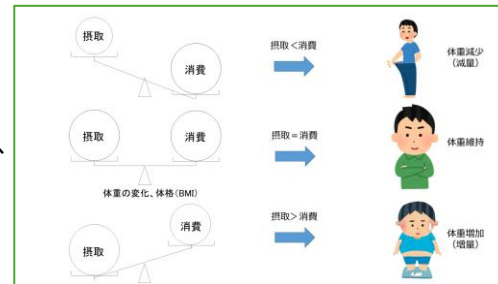 摂取
消費
摂取<消費
体重減少
(減量)
摂取
消費
摂取=消費
体重維持
体重の変化、体格(BMI)
消費
摂取
摂取>消費
体重増加
(増量)
、